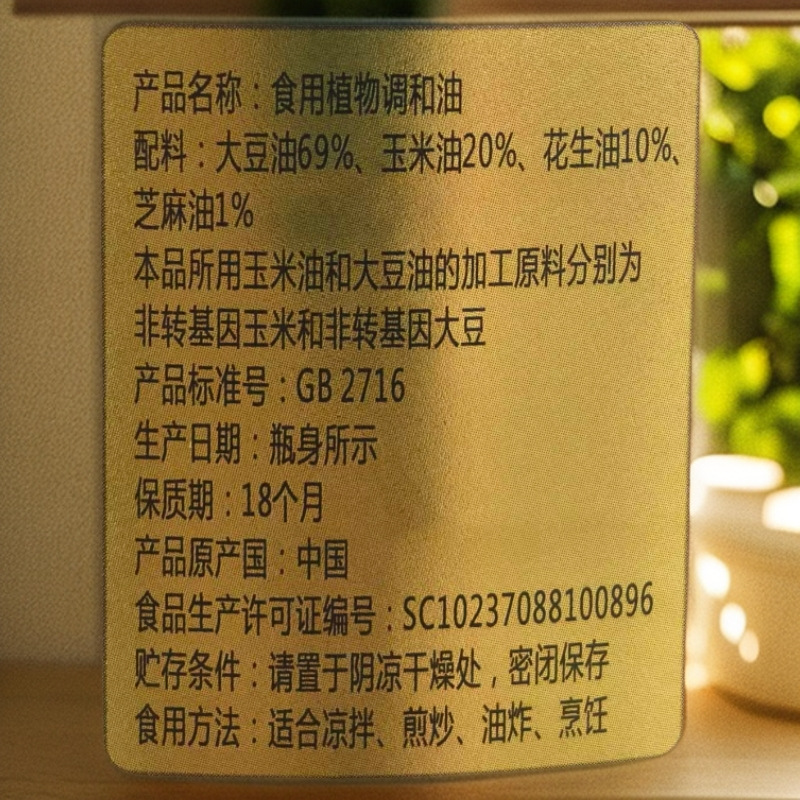 产品名称：食用植物调和油
配料：大豆油69%、玉米油20%、花生油10%、
芝麻油1%
本品所用玉米油和大豆油的加工原料分别为
非转基因玉米和非转基因大豆
产品标准号：GB 2716
生产日期：瓶身所示
保质期：18个月
产品原产国：中国
食品生产许可证编号：SC10237088100896
贮存条件：请置于阴凉干燥处，密闭保存
食用方法：适合凉拌、煎炒、油炸、烹饪